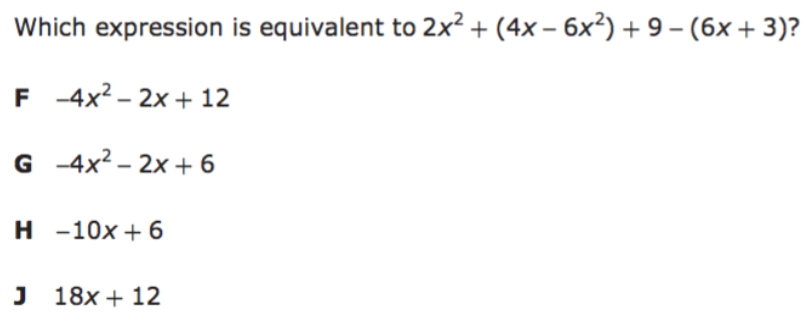 Which expression is equivalent to 2x² + (4x – 6x²) + 9 – (6x + 3)?
F –4x² – 2x + 12
G –4x² – 2x + 6
H –10x + 6
J 18x + 12